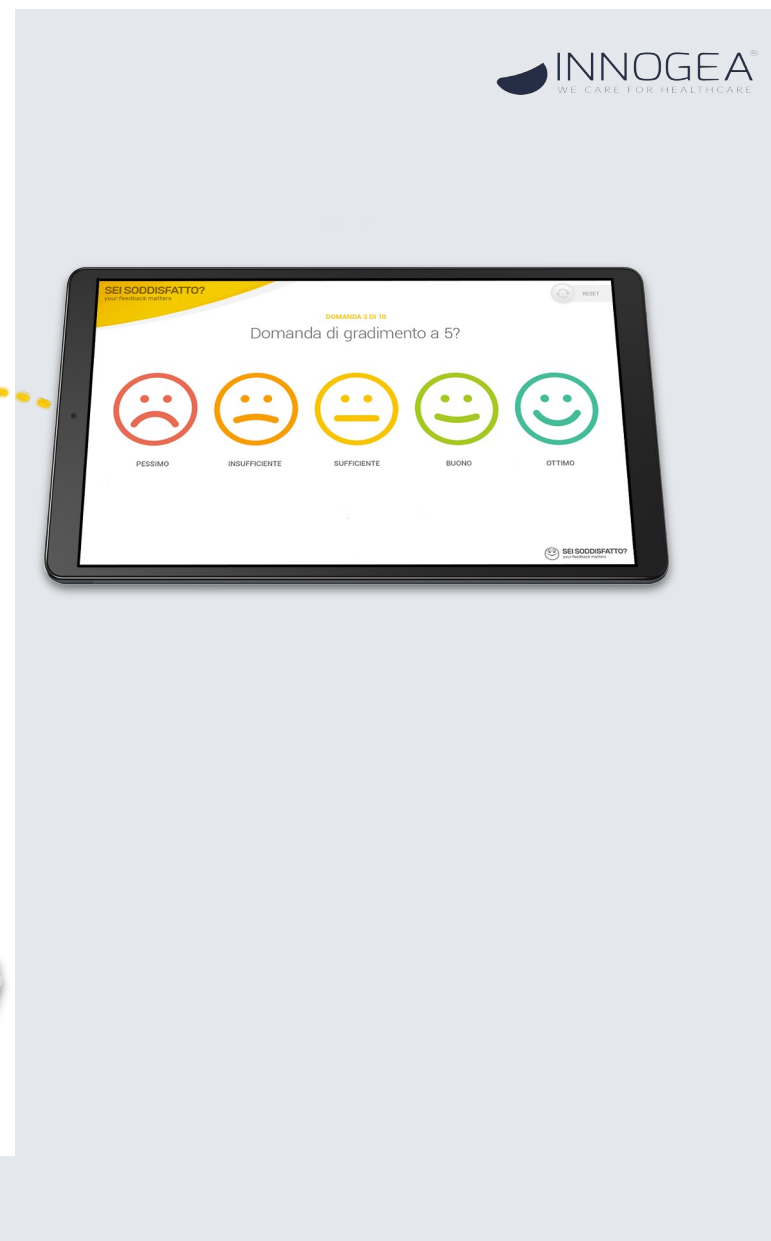 INNOGEA®
WE CARE FOR HEALTHCARE
SEI SODDISFATTO?
your feedback matters
RESET
DOMANDA 3 DI 10
Domanda di gradimento a 5?
PESSIMO
INSUFFICIENTE
SUFFICIENTE
BUONO
OTTIMO
SEI SODDISFATTO?
your feedback matters